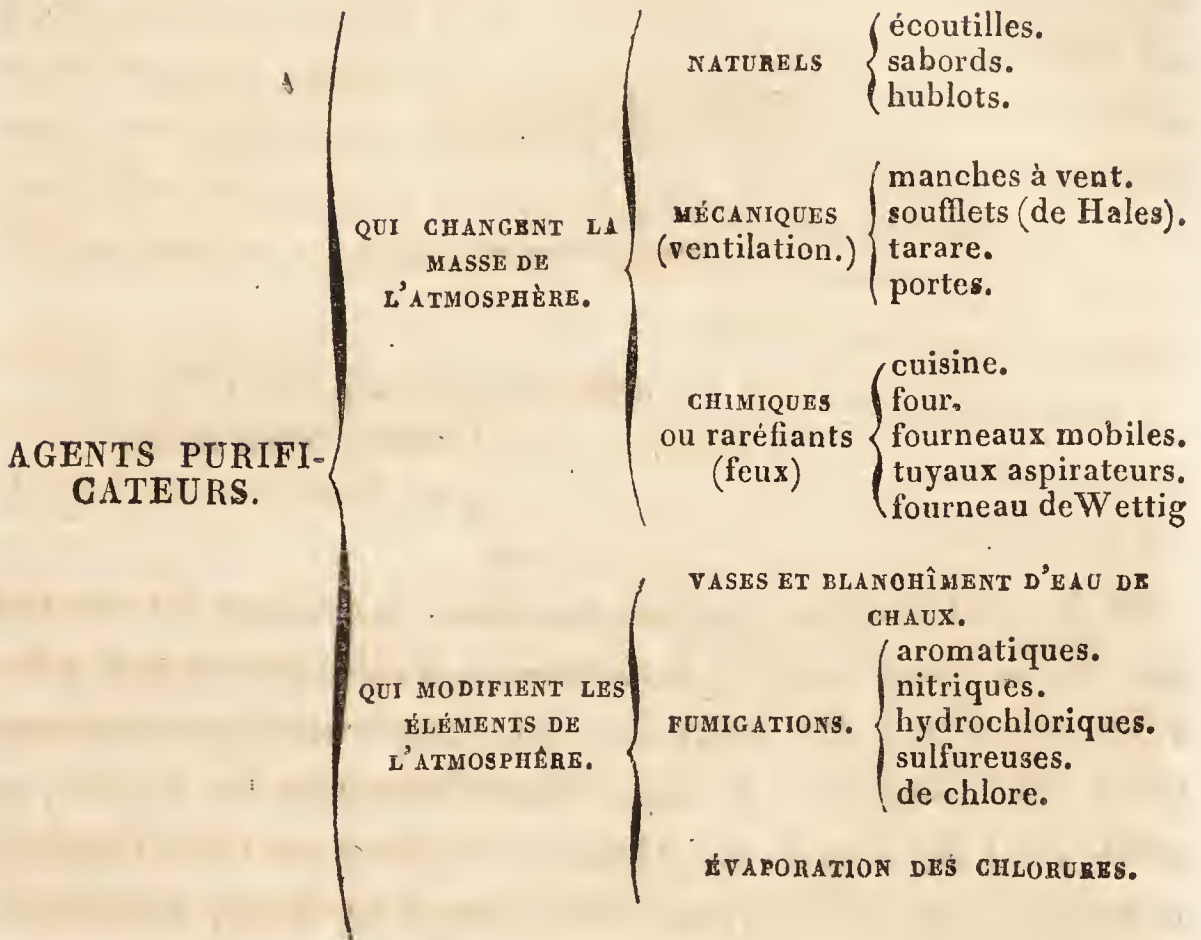 AGENTS PURIFI-
CATEURS.
QUI CHANGENT LA
MASSE DE
L'ATMOSPHÈRE.
NATURELS
écoutilles.
sabords.
hublots.
MÉCANIQUES
(ventilation.)
manches à vent.
soufflets (de Hales).
tarare.
portes.
CHIMIQUES
ou raréfiants
(feux)
cuisine.
four.
fourneaux mobiles.
tuyaux aspirateurs.
fourneau de Wettig
QUI MODIFIENT LES
ÉLÉMENTS DE
L'ATMOSPHÊRE.
VASES ET BLANCHÎMENT D'EAU DE
CHAUX.
FUMIGATIONS.
aromatiques.
nitriques.
hydrochloriques.
sulfureuses.
de chlore.
ÉVAPORATION DES CHLORURES.